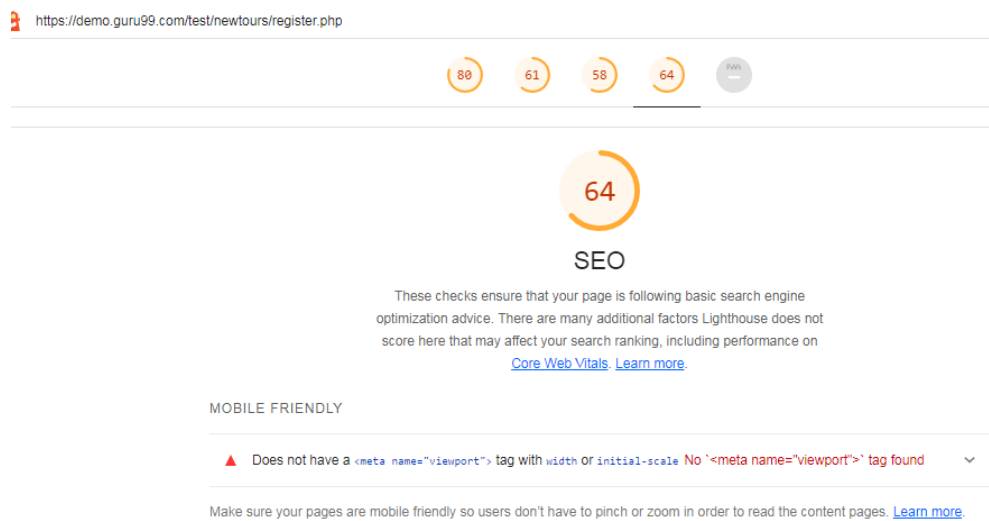 https://demo.guru99.com/test/newtours/register.php
80 61 58 64 PWA
64
SEO
These checks ensure that your page is following basic search engine
optimization advice. There are many additional factors Lighthouse does not
score here that may affect your search ranking, including performance on
Core Web Vitals. Learn more.
MOBILE FRIENDLY
Does not have a <meta name="viewport"> tag with width or initial-scale No `<meta name="viewport">` tag found
Make sure your pages are mobile friendly so users don't have to pinch or zoom in order to read the content pages. Learn more.